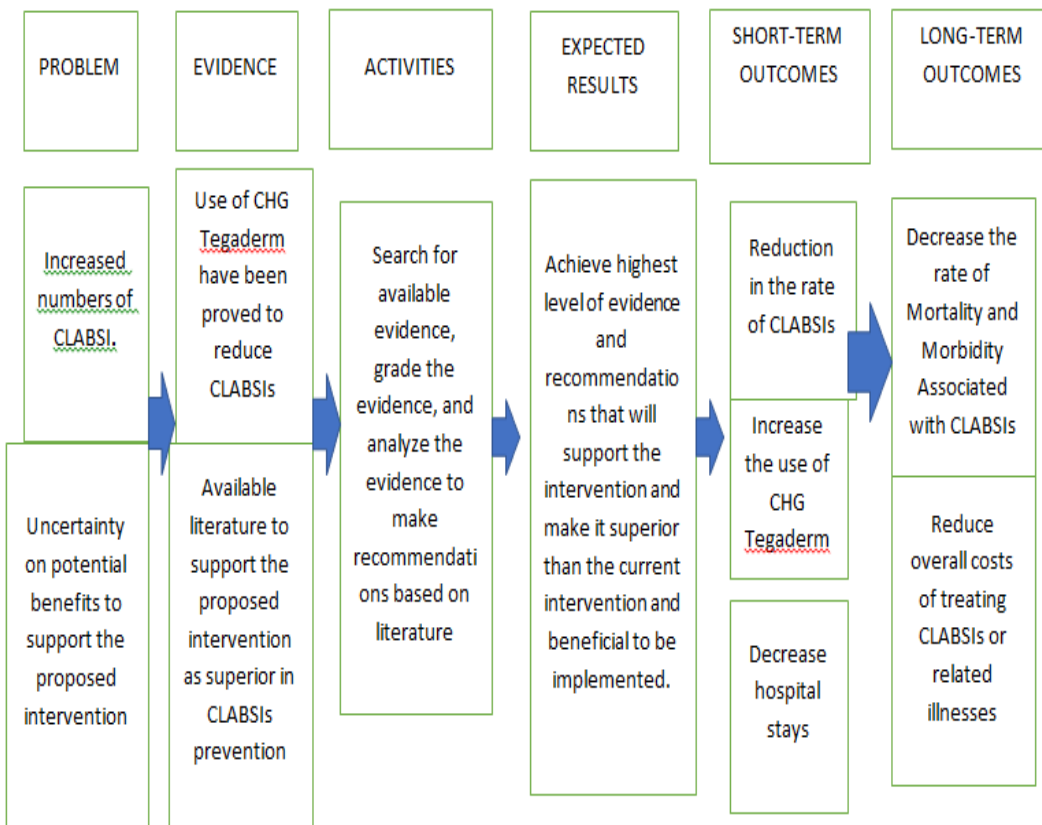 PROBLEM
EVIDENCE
ACTIVITIES
EXPECTED
RESULTS
SHORT-TERM
OUTCOMES
LONG-TERM
OUTCOMES
Increased
numbers of
CLABSI.
Uncertainty
on potential
benefits to
support the
proposed
intervention
Use of CHG
Tegaderm
have been
proved to
reduce
CLABSIs
Available
literature to
support the
proposed
intervention
as superior in
CLABSIs
prevention
Search for
available
evidence,
grade the
evidence, and
analyze the
evidence to
make
recommendati
ons based on
literature
Achieve highest
level of evidence
and
recommendatio
ns that will
support the
intervention and
make it superior
than the current
intervention and
beneficial to be
implemented.
Reduction
in the rate
of CLABSIs
Increase
the use of
CHG
Tegaderm
Decrease
hospital
stays
Decrease the
rate of
Mortality and
Morbidity
Associated
with CLABSIs
Reduce
overall costs
of treating
CLABSIs or
related
illnesses